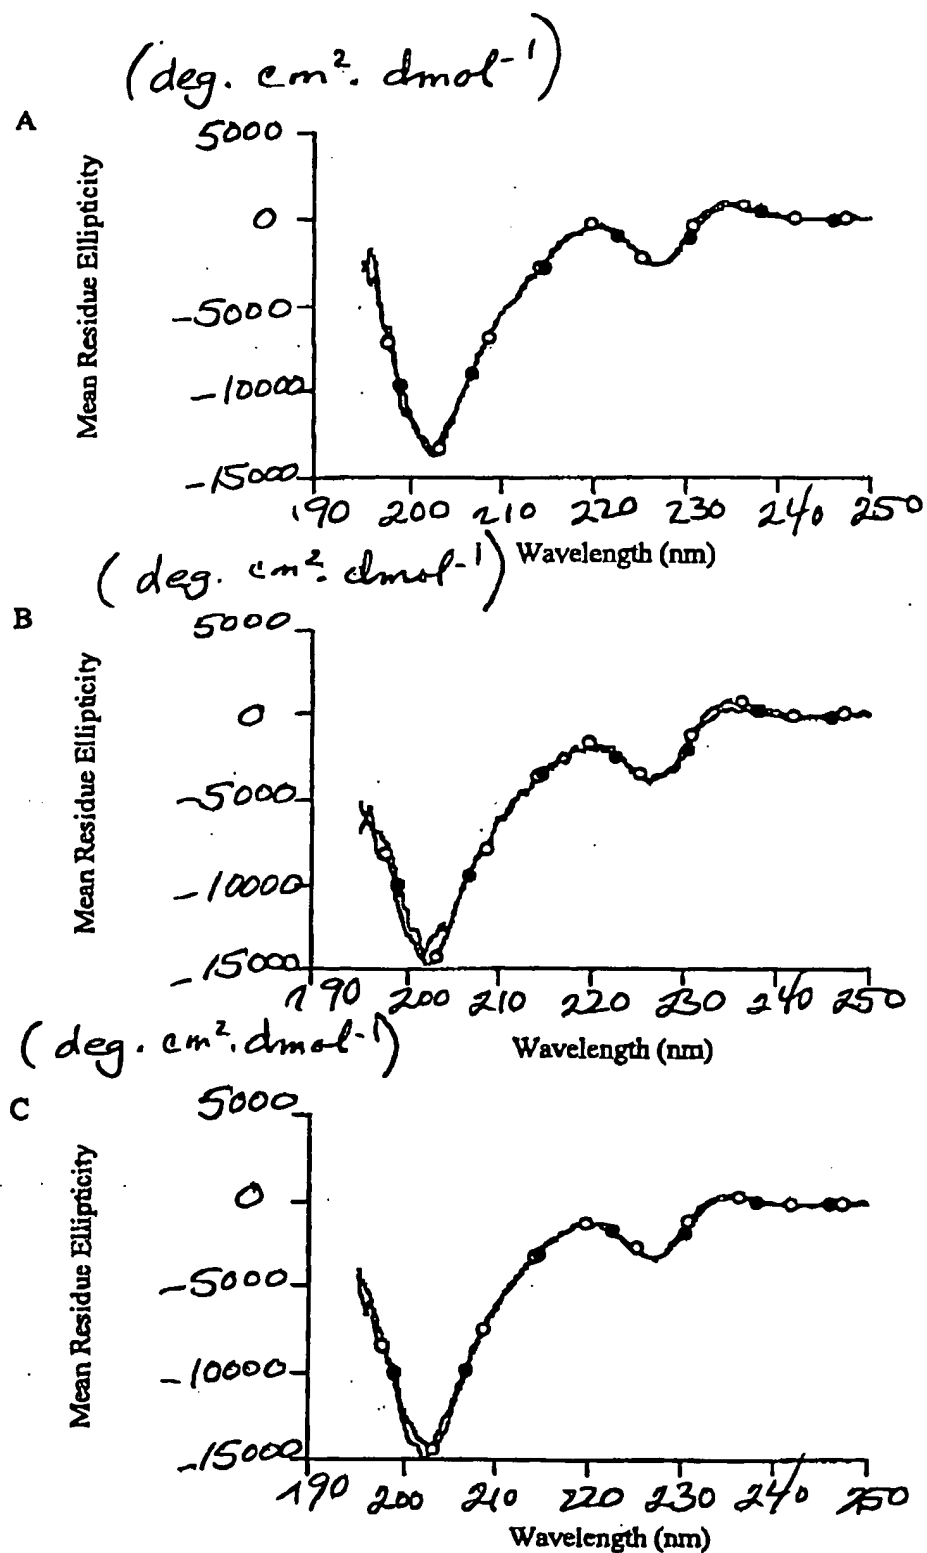 (deg. cm². dmol⁻¹)
A
Mean Residue Ellipticity
5000
0
-5000
-10000
-15000
190 200 210 220 230 240 250
Wavelength (nm)
(deg. cm². dmol⁻¹)
B
Mean Residue Ellipticity
5000
0
-5000
-10000
-15000
190 200 210 220 230 240 250
Wavelength (nm)
(deg. cm². dmol⁻¹)
C
Mean Residue Ellipticity
5000
0
-5000
-10000
-15000
190 200 210 220 230 240 250
Wavelength (nm)